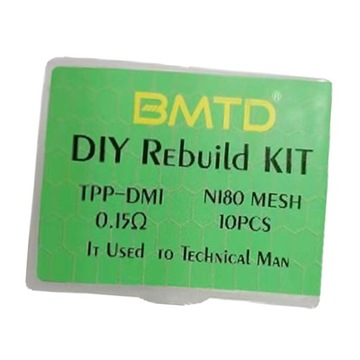 BMTD®
DIY Rebuild KIT
TPP-DM1 NI80 MESH
0.15Ω 10PCS
IT USED TO TECHNICAL MAN